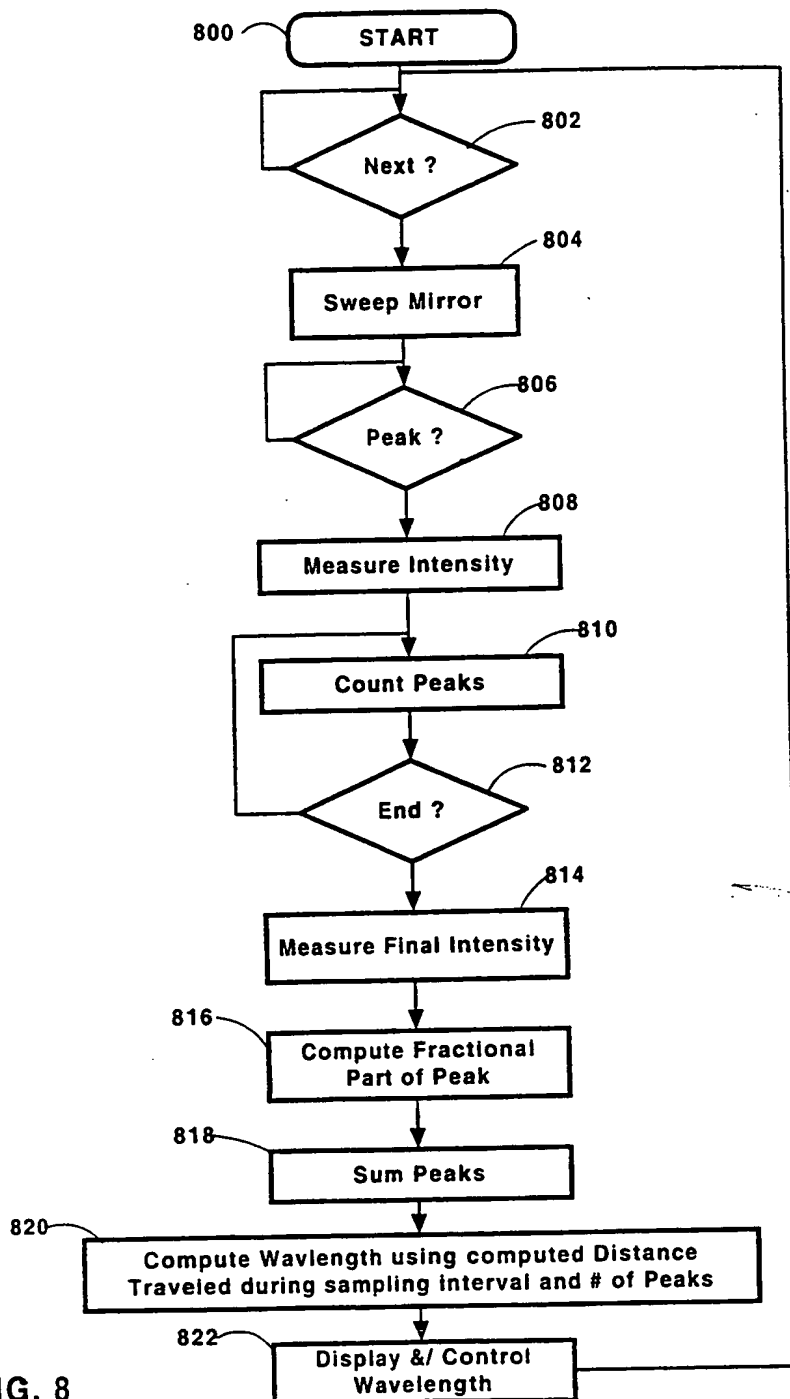 800
START
802
Next ?
804
Sweep Mirror
806
Peak ?
808
Measure Intensity
810
Count Peaks
812
End ?
814
Measure Final Intensity
816
Compute Fractional
Part of Peak
818
Sum Peaks
820
Compute Wavlength using computed Distance
Traveled during sampling interval and # of Peaks
822
Display &/ Control
Wavelength
IG. 8